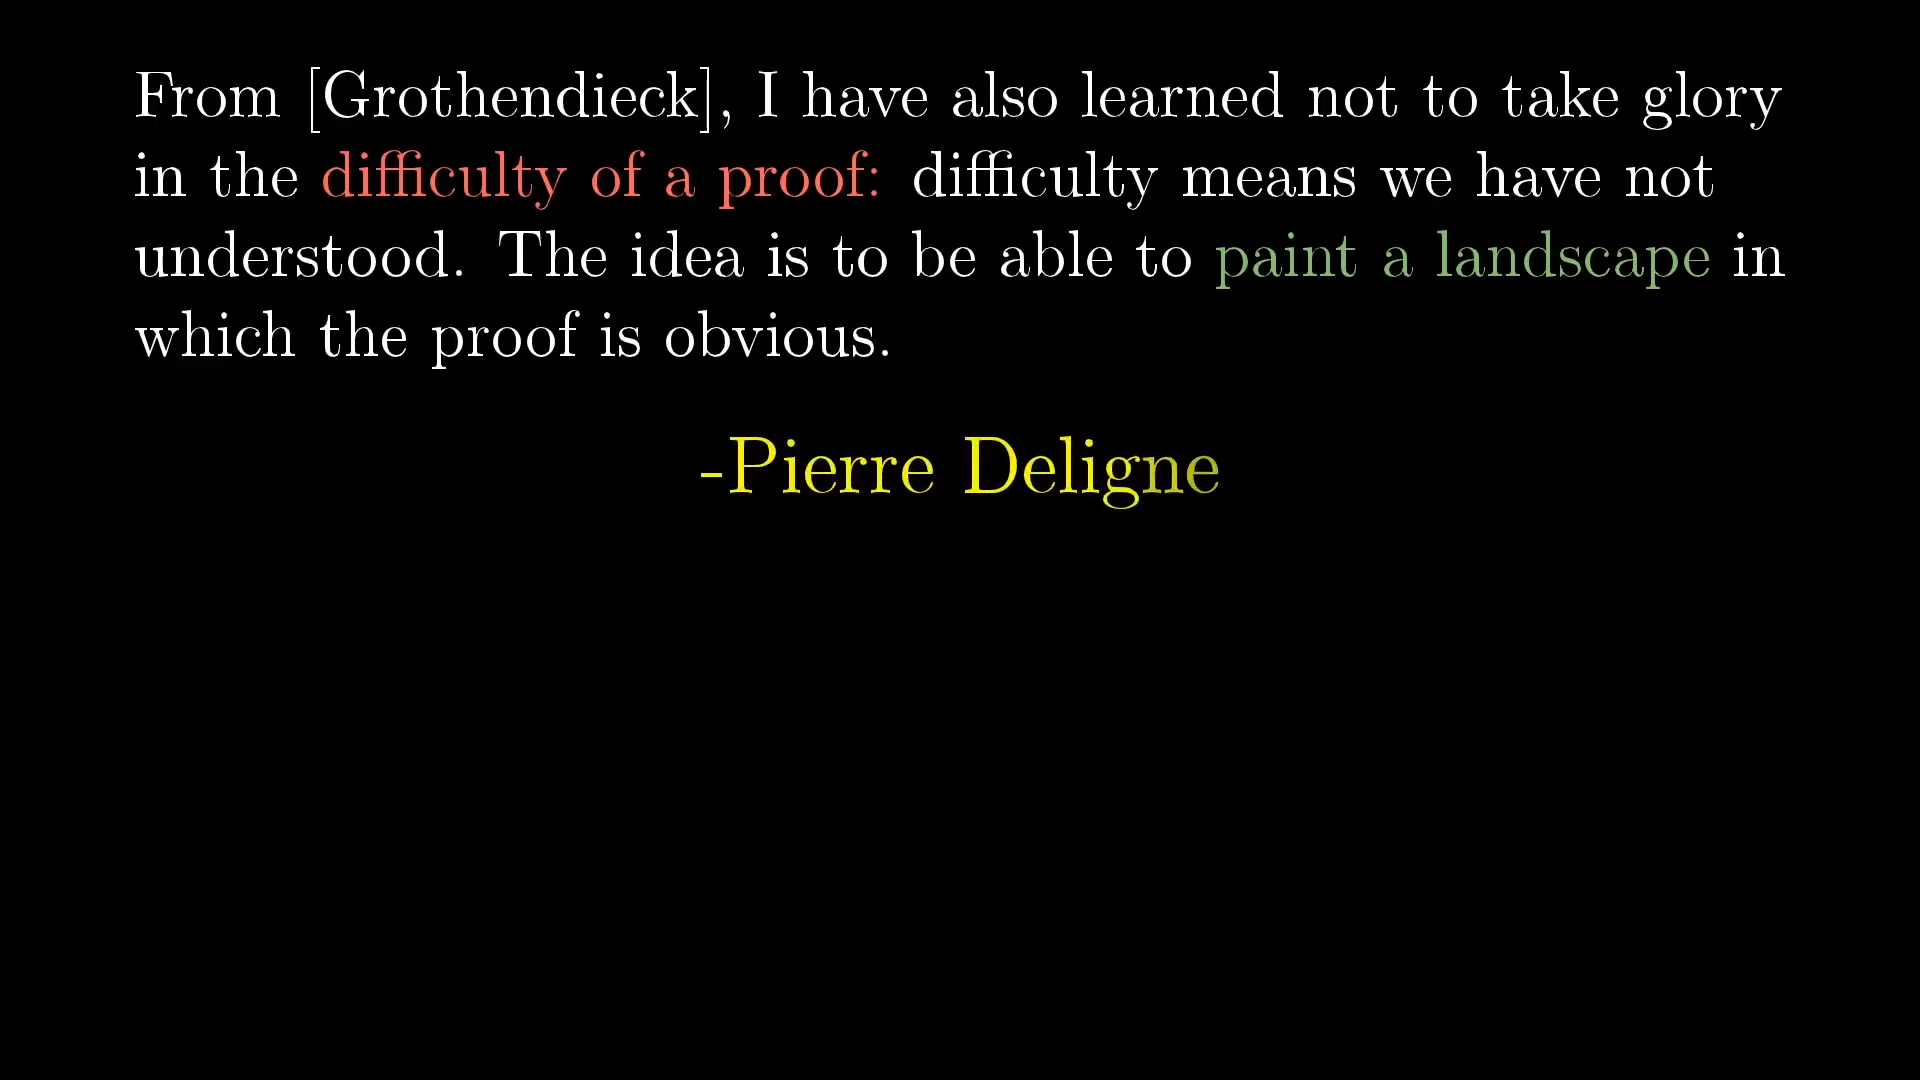 From [Grothendieck], I have also learned not to take glory
in the difficulty of a proof: difficulty means we have not
understood. The idea is to be able to paint a landscape in
which the proof is obvious.
-Pierre Deligne